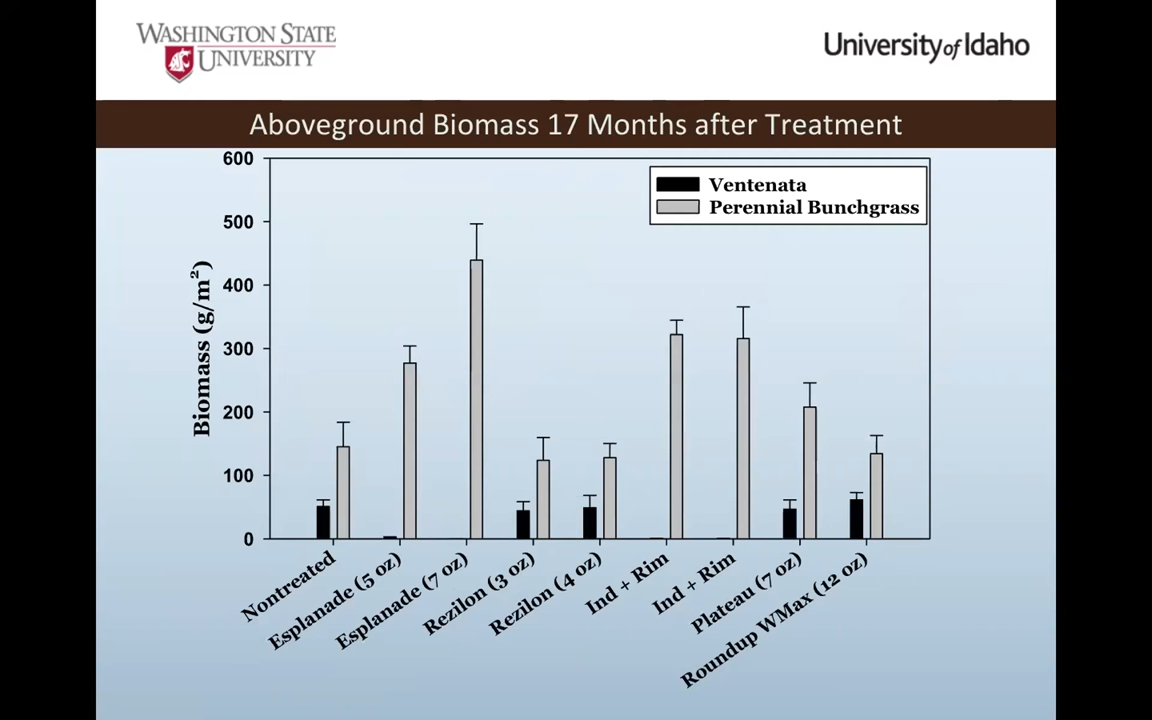 WASHINGTON STATE
UNIVERSITY
University of Idaho
Aboveground Biomass 17 Months after Treatment
Ventenata
Perennial Bunchgrass
Biomass (g/m²)
600
500
400
300
200
100
0
Nontreated
Esplanade (5 oz)
Esplanade (7 oz)
Rezilon (3 oz)
Rezilon (4 oz)
Ind + Rim
Ind + Rim
Plateau (7 oz)
Roundup WMax (12 oz)